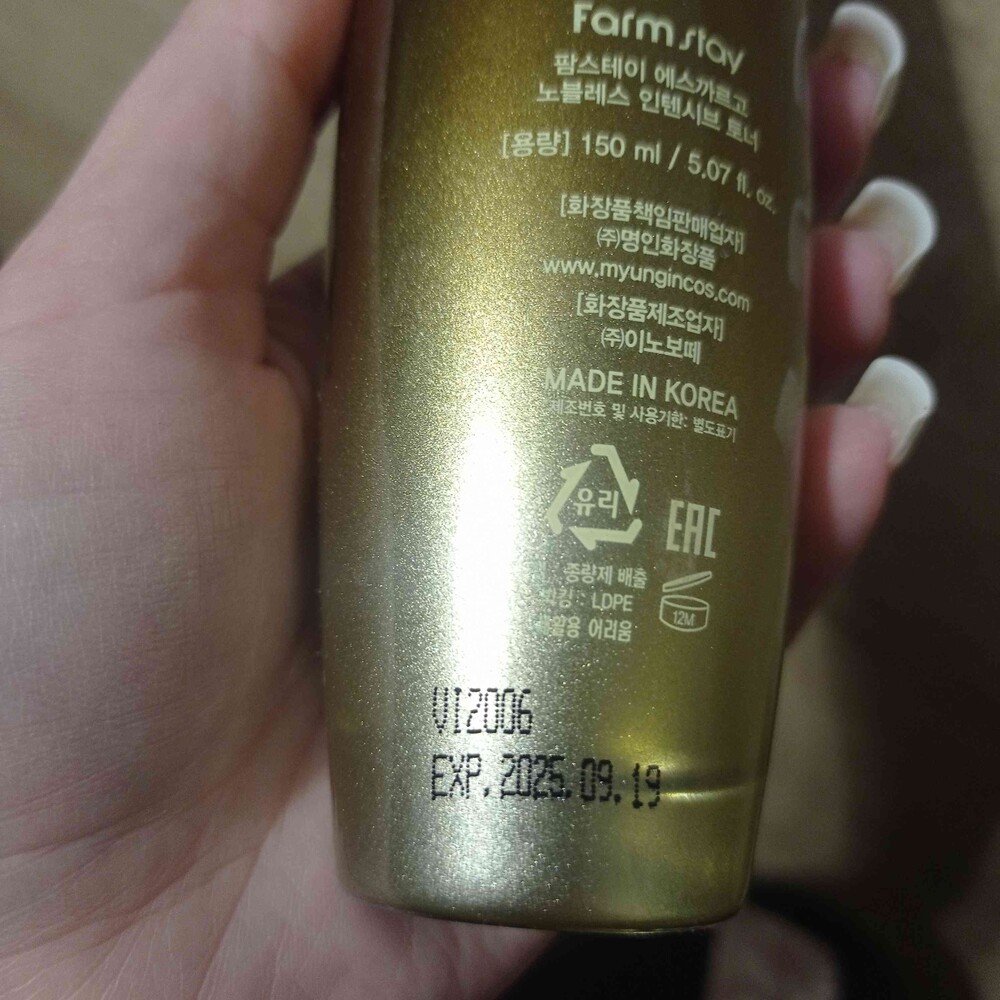 Farm stay
팜스테이 에스까르고
노블레스 인텐시브 토너
[용량] 150 ml / 5.07 fl. oz.
[화장품책임판매업자]
㈜명인화장품
www.myungincos.com
[화장품제조업자]
㈜이노보떼
MADE IN KOREA
제조번호 및 사용기한: 별도표기
유리
EAC
종량제 배출
LDPE
어리움
12M
VI2006
EXP. 2025.09.19